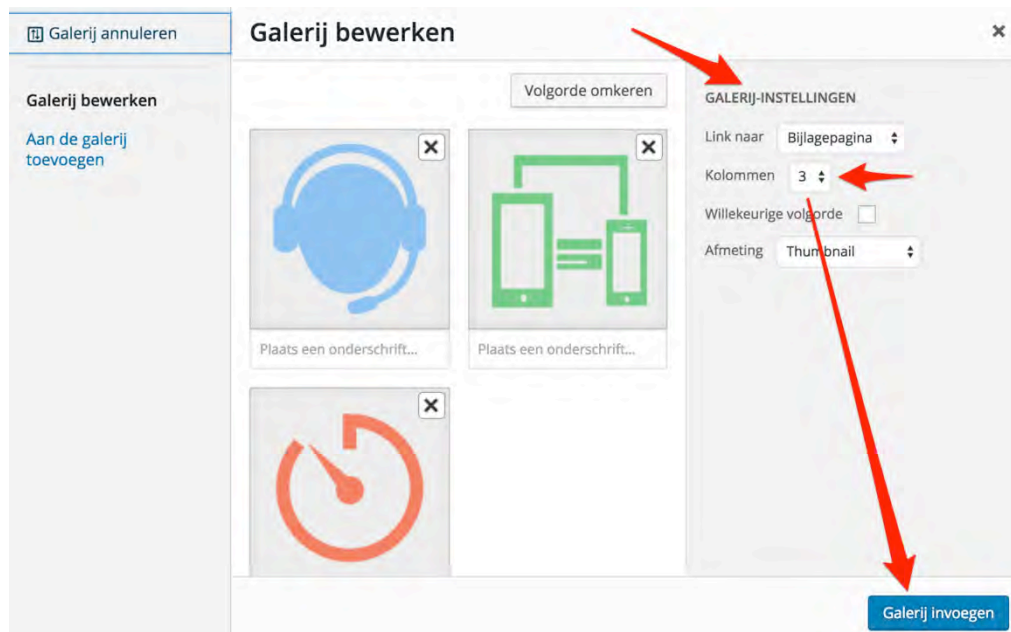 Galerij annuleren
Galerij bewerken
Aan de galerij
toevoegen
Galerij bewerken
Volgorde omkeren
Plaats een onderschrift...
Plaats een onderschrift...
GALERIJ-INSTELLINGEN
Link naar Bijlagepagina
Kolommen 3
Willekeurige volgorde
Afmeting Thumbnail
Galerij invoegen